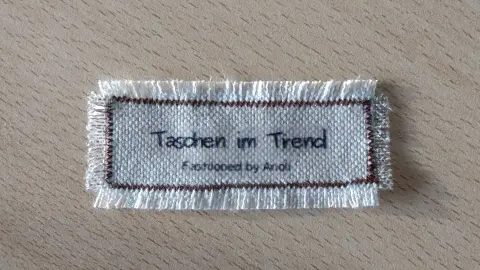 Taschen im Trend
Fashioned by Andi